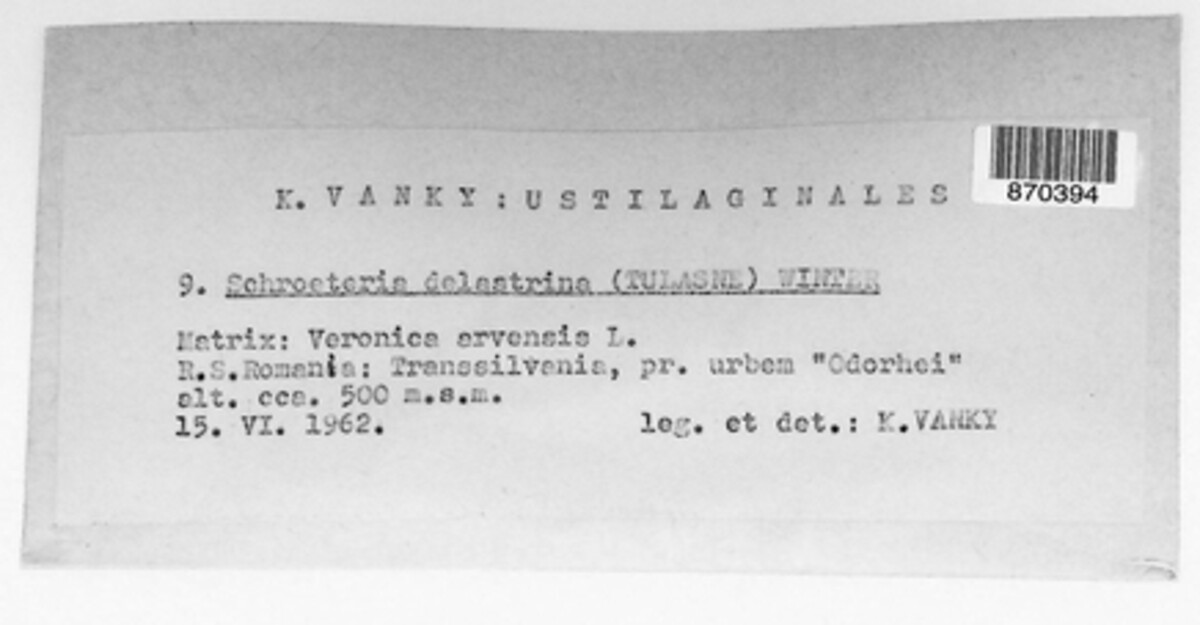 870394
K. VANKY: USTILAGINALES
9. Schroeteria delastrina (TULASNE) WINTER
Matrix: Veronica arvensis L.
R.S.Romania: Transsilvania, pr. urbem "Odorhei"
alt. cca. 500 m.s.m.
15. VI. 1962. leg. et det.: K.VANKY